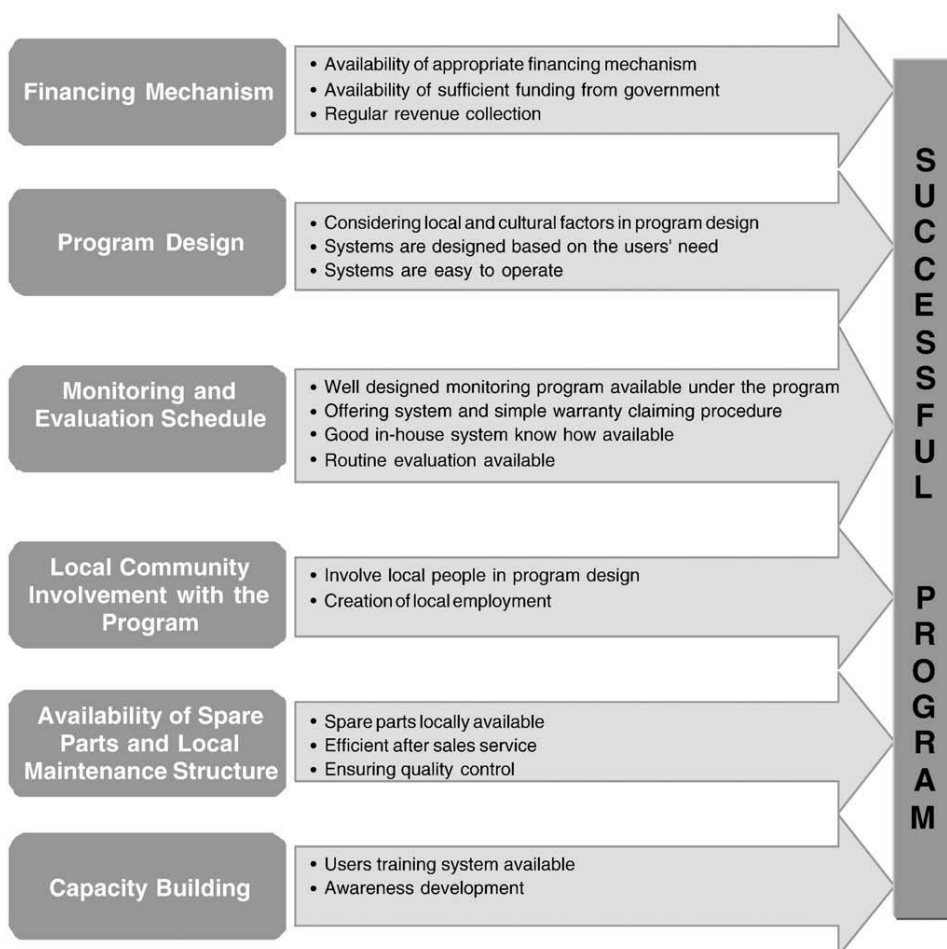 Financing Mechanism
• Availability of appropriate financing mechanism
• Availability of sufficient funding from government
• Regular revenue collection
Program Design
• Considering local and cultural factors in program design
• Systems are designed based on the users' need
• Systems are easy to operate
Monitoring and
Evaluation Schedule
• Well designed monitoring program available under the program
• Offering system and simple warranty claiming procedure
• Good in-house system know how available
• Routine evaluation available
Local Community
Involvement with the
Program
• Involve local people in program design
• Creation of local employment
Availability of Spare
Parts and Local
Maintenance Structure
• Spare parts locally available
• Efficient after sales service
• Ensuring quality control
Capacity Building
• Users training system available
• Awareness development
SUCCESSFUL PROGRAM